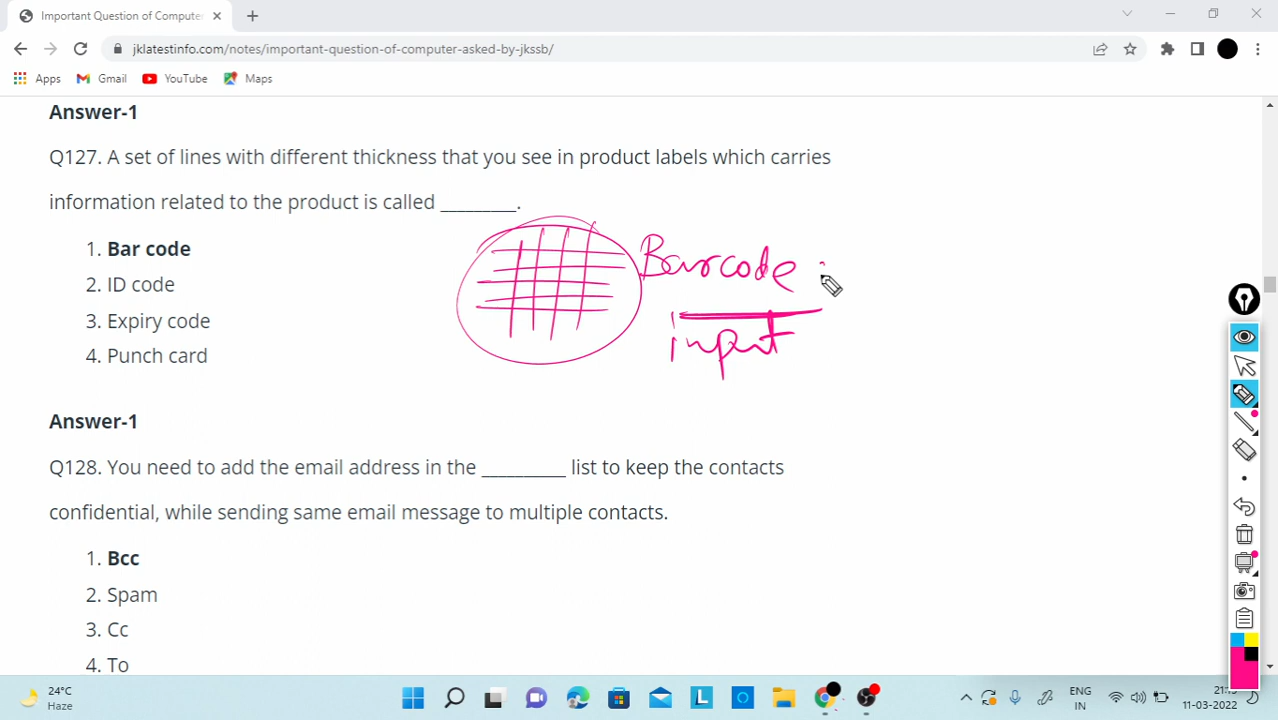 Important Question of Computer
jklatestinfo.com/notes/important-question-of-computer-asked-by-jkssb/
Apps Gmail YouTube Maps
Answer-1
Q127. A set of lines with different thickness that you see in product labels which carries
information related to the product is called _________.
1. Bar code
2. ID code
3. Expiry code
4. Punch card
Barcode
input
Answer-1
Q128. You need to add the email address in the __________ list to keep the contacts
confidential, while sending same email message to multiple contacts.
1. Bcc
2. Spam
3. Cc
4. To
24°C
Haze
ENG
IN
11-03-2022